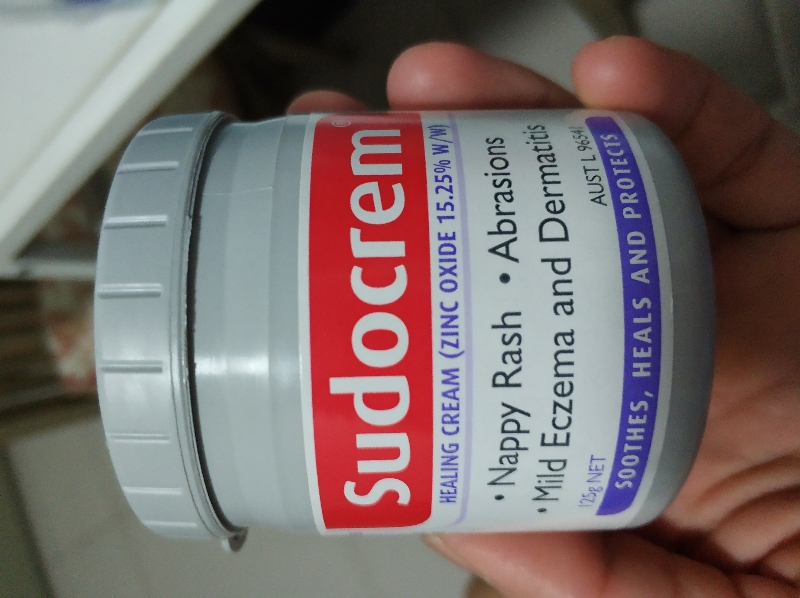 Sudocrem®
HEALING CREAM (ZINC OXIDE 15.25% W/W)
• Nappy Rash • Abrasions
• Mild Eczema and Dermatitis
125g NET AUST L
SOOTHES, HEALS AND PROTECTS